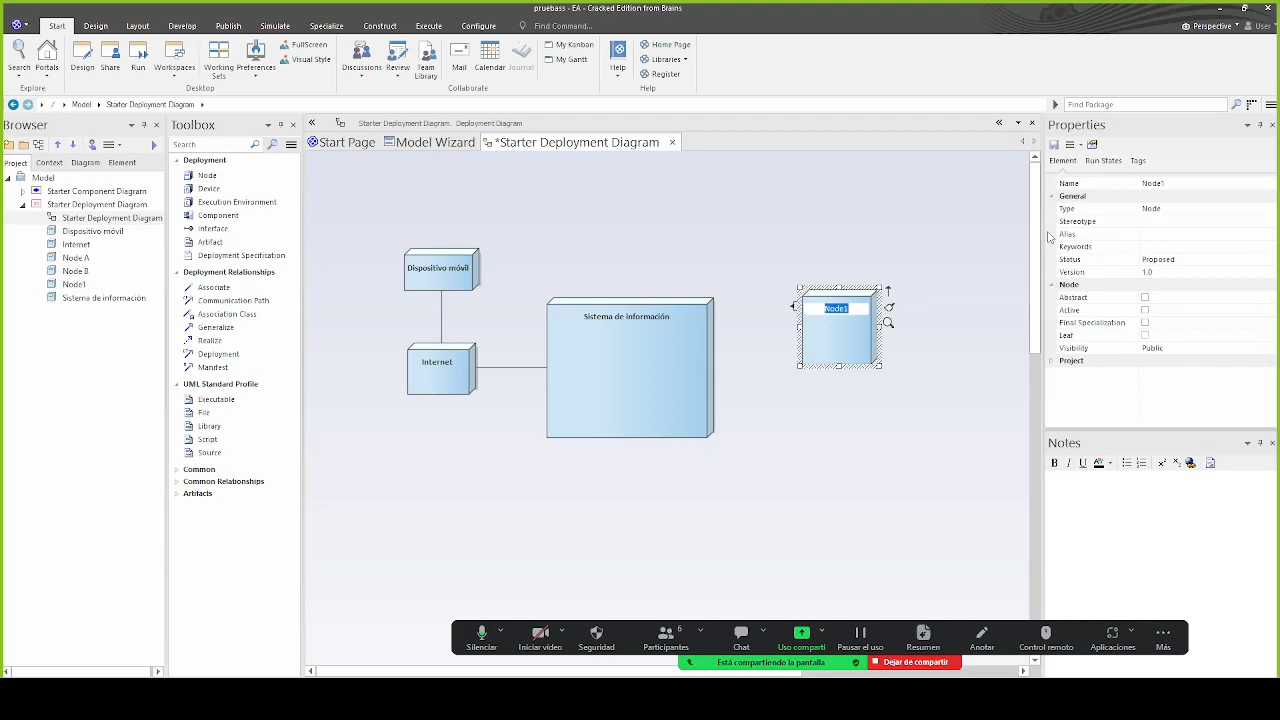 pruebass - EA - Cracked Edition from Brains
Start Design Layout Develop Publish Simulate Specialize Construct Execute Configure Find Command... Perspective User
Search Portals Design Share Run Workspaces Working Sets Preferences FullScreen Visual Style Discussions Review Team Library Mail Calendar Journal My Kanban My Gantt Help Home Page Libraries Register
Explore Desktop Collaborate Help
/ Model Starter Deployment Diagram Find Package
Browser
Project Context Diagram Element
Model
Starter Component Diagram
Starter Deployment Diagram
Starter Deployment Diagram
Dispositivo móvil
Internet
Node A
Node B
Node1
Sistema de información
Toolbox
Search
Deployment
Node
Device
Execution Environment
Component
Interface
Artifact
Deployment Specification
Deployment Relationships
Associate
Communication Path
Association Class
Generalize
Realize
Deployment
Manifest
UML Standard Profile
Executable
File
Library
Script
Source
Common
Common Relationships
Artifacts
Starter Deployment Diagram. Deployment Diagram
Start Page Model Wizard *Starter Deployment Diagram
Dispositivo móvil
Internet
Sistema de información
Node1
Properties
Element Run States Tags
Name Node1
General
Type Node
Stereotype
Alias
Keywords
Status Proposed
Version 1.0
Node
Abstract
Active
Final Specialization
Leaf
Visibility Public
Project
Notes
B I U
Silenciar Iniciar vídeo Seguridad Participantes 6 Chat Uso comparti Pausar el uso Resumen Anotar Control remoto Aplicaciones Más
Está compartiendo la pantalla Dejar de compartir